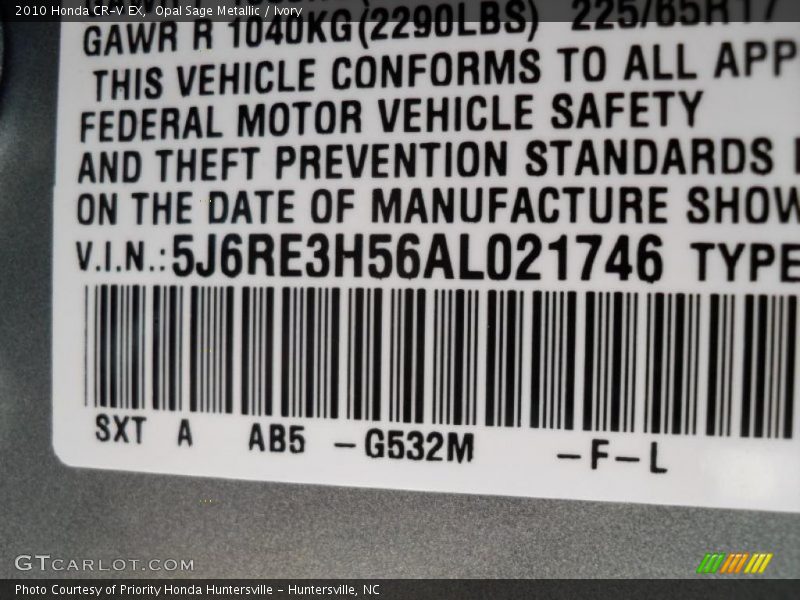 2010 Honda CR-V EX, Opal Sage Metallic / Ivory
GAWR R 1040KG (2290LBS) 225/65R17
THIS VEHICLE CONFORMS TO ALL APP
FEDERAL MOTOR VEHICLE SAFETY
AND THEFT PREVENTION STANDARDS
ON THE DATE OF MANUFACTURE SHOW
V.I.N.: 5J6RE3H56AL021746 TYPE
SXT A AB5 -G532M -F-L
GTCARLOT.COM
Photo Courtesy of Priority Honda Huntersville - Huntersville, NC